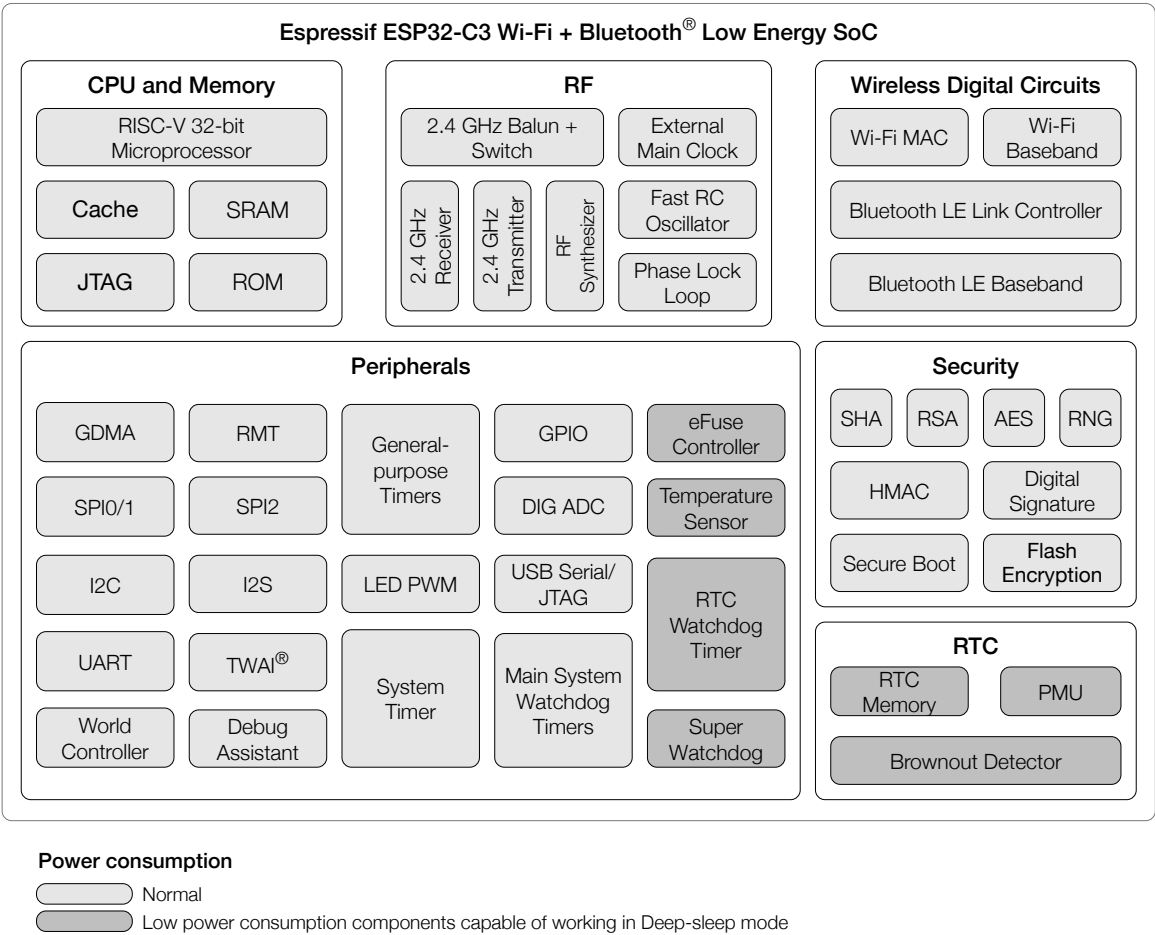 Espressif ESP32-C3 Wi-Fi + Bluetooth® Low Energy SoC
CPU and Memory
RISC-V 32-bit
Microprocessor
Cache
SRAM
JTAG
ROM
RF
2.4 GHz Balun +
Switch
External
Main Clock
2.4 GHz
Receiver
2.4 GHz
Transmitter
RF
Synthesizer
Fast RC
Oscillator
Phase Lock
Loop
Wireless Digital Circuits
Wi-Fi MAC
Wi-Fi
Baseband
Bluetooth LE Link Controller
Bluetooth LE Baseband
Peripherals
GDMA
RMT
General-
purpose
Timers
GPIO
eFuse
Controller
SPI0/1
SPI2
DIG ADC
Temperature
Sensor
I2C
I2S
LED PWM
USB Serial/
JTAG
RTC
Watchdog
Timer
UART
TWAI®
System
Timer
Main System
Watchdog
Timers
World
Controller
Debug
Assistant
Super
Watchdog
Security
SHA
RSA
AES
RNG
HMAC
Digital
Signature
Secure Boot
Flash
Encryption
RTC
RTC
Memory
PMU
Brownout Detector
Power consumption
Normal
Low power consumption components capable of working in Deep-sleep mode